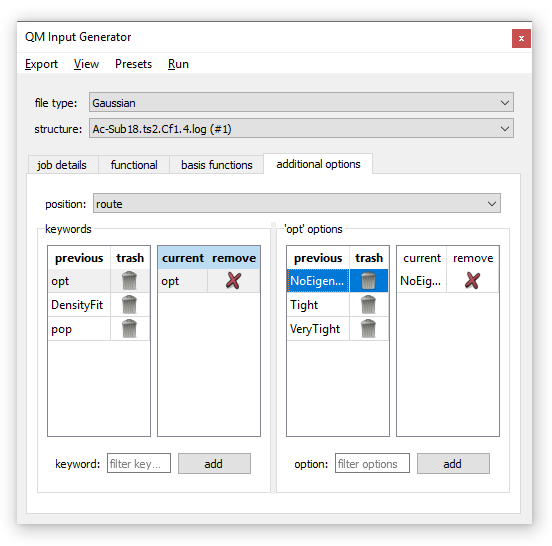 QM Input Generator
x
Export View Presets Run
file type: Gaussian
structure: Ac-Sub18.ts2.Cf1.4.log (#1)
job details functional basis functions additional options
position: route
keywords 'opt' options
previous trash current remove previous trash current remove
opt opt NoEigen... NoEig...
DensityFit Tight
pop VeryTight
keyword: filter key... add option: filter options add